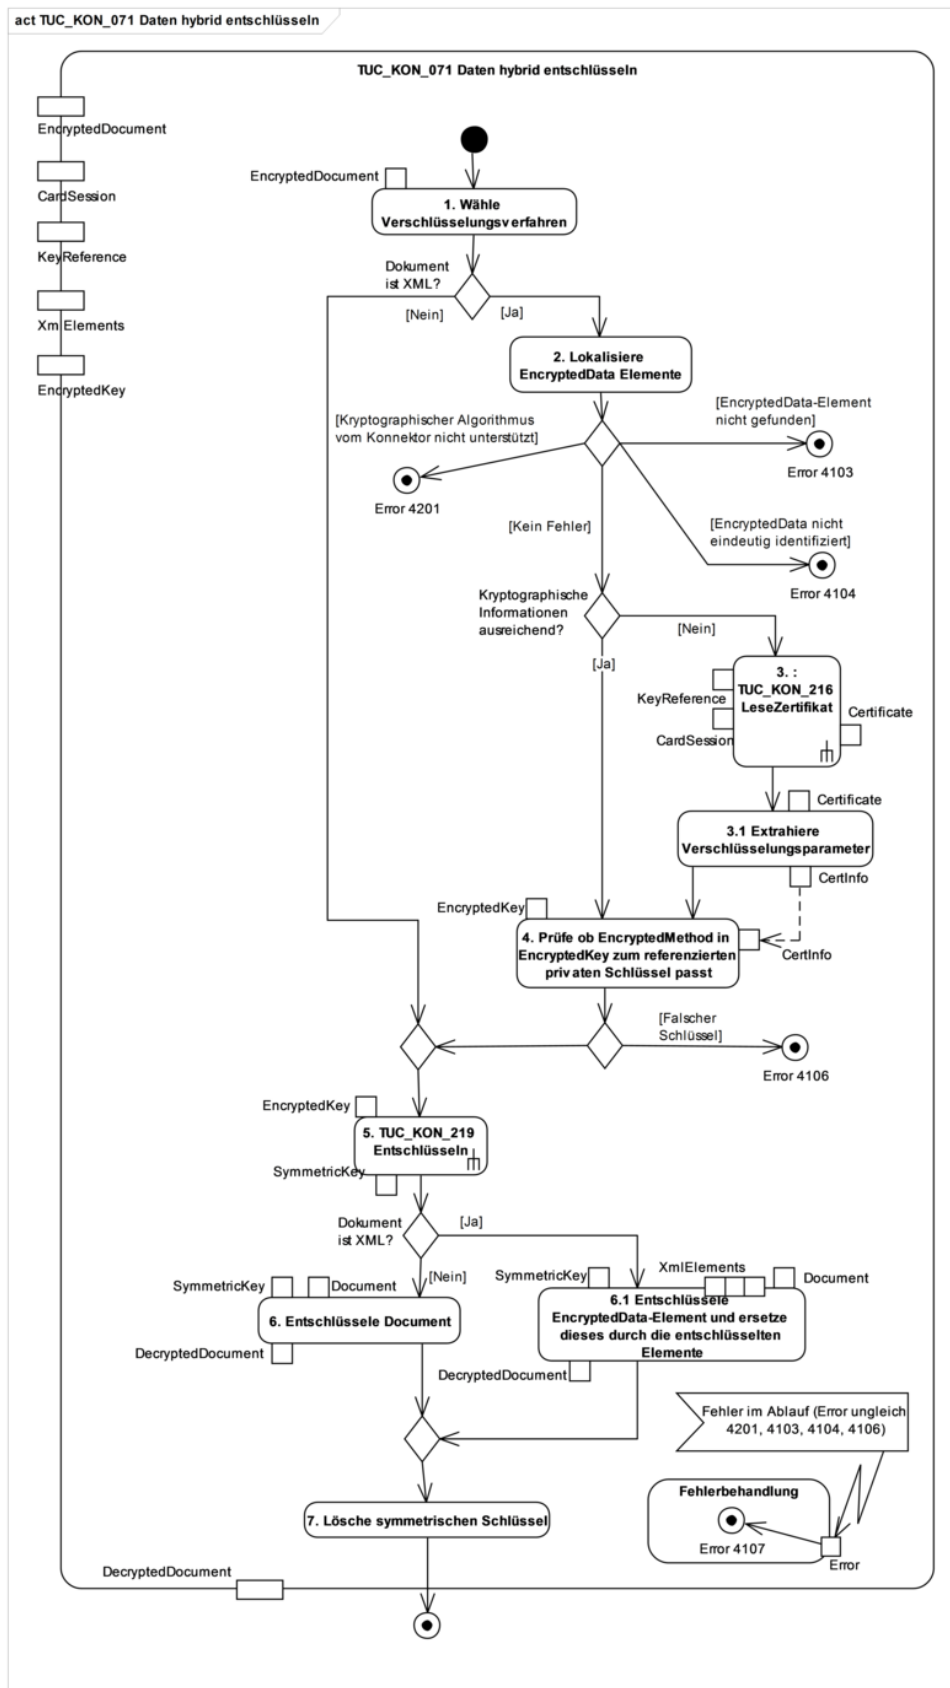 act TUC_KON_071 Daten hybrid entschlüsseln
TUC_KON_071 Daten hybrid entschlüsseln
EncryptedDocument
CardSession
KeyReference
XmlElements
EncryptedKey
EncryptedDocument
1. Wähle
Verschlüsselungsverfahren
Dokument
ist XML?
[Nein]
[Ja]
2. Lokalisiere
EncryptedData Elemente
[Kryptographischer Algorithmus
vom Konnektor nicht unterstützt]
[EncryptedData-Element
nicht gefunden]
Error 4103
Error 4201
[Kein Fehler]
[EncryptedData nicht
eindeutig identifiziert]
Error 4104
Kryptographische
Informationen
ausreichend?
[Nein]
[Ja]
3. :
TUC_KON_216
LeseZertifikat
KeyReference
CardSession
Certificate
Certificate
3.1 Extrahiere
Verschlüsselungsparameter
CertInfo
EncryptedKey
4. Prüfe ob EncryptedMethod in
EncryptedKey zum referenzierten
privaten Schlüssel passt
CertInfo
[Falscher
Schlüssel]
Error 4106
EncryptedKey
5. TUC_KON_219
Entschlüsseln
SymmetricKey
Dokument
ist XML?
[Ja]
[Nein]
SymmetricKey
Document
6. Entschlüssele Document
DecryptedDocument
SymmetricKey
XmlElements
Document
6.1 Entschlüssele
EncryptedData-Element und ersetze
dieses durch die entschlüsselten
Elemente
DecryptedDocument
Fehler im Ablauf (Error ungleich
4201, 4103, 4104, 4106)
7. Lösche symmetrischen Schlüssel
Fehlerbehandlung
Error 4107
Error
DecryptedDocument